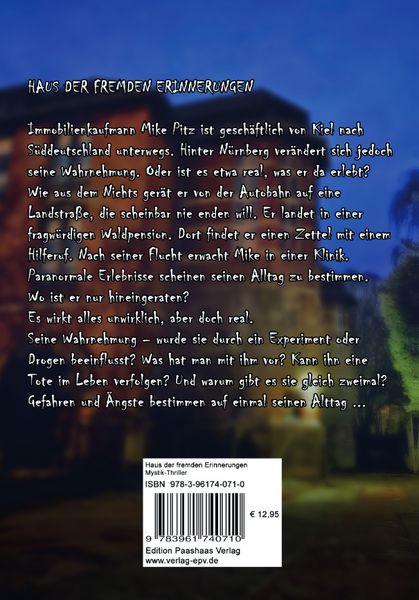 HAUS DER FREMDEN ERINNERUNGEN
Immobilienkaufmann Mike Pitz ist geschäftlich von Kiel nach
Süddeutschland unterwegs. Hinter Nürnberg verändert sich jedoch
seine Wahrnehmung. Oder ist es etwa real, was er da erlebt?
Wie aus dem Nichts gerät er von der Autobahn auf eine
Landstraße, die scheinbar nie enden will. Er landet in einer
fragwürdigen Waldpension. Dort findet er einen Zettel mit einem
Hilferuf. Nach seiner Flucht erwacht Mike in einer Klinik.
Paranormale Erlebnisse scheinen seinen Alltag zu bestimmen.
Wo ist er nur hineingeraten?
Es wirkt alles unwirklich, aber doch real.
Seine Wahrnehmung – wurde sie durch ein Experiment oder
Drogen beeinflusst? Was hat man mit ihm vor? Kann ihn eine
Tote im Leben verfolgen? Und warum gibt es sie gleich zweimal?
Gefahren und Ängste bestimmen auf einmal seinen Alttag ...
Haus der fremden Erinnerungen
Mystik-Thriller
ISBN 978-3-96174-071-0
€ 12,95
9 783961 740710
Edition Paashaas Verlag
www.verlag-epv.de